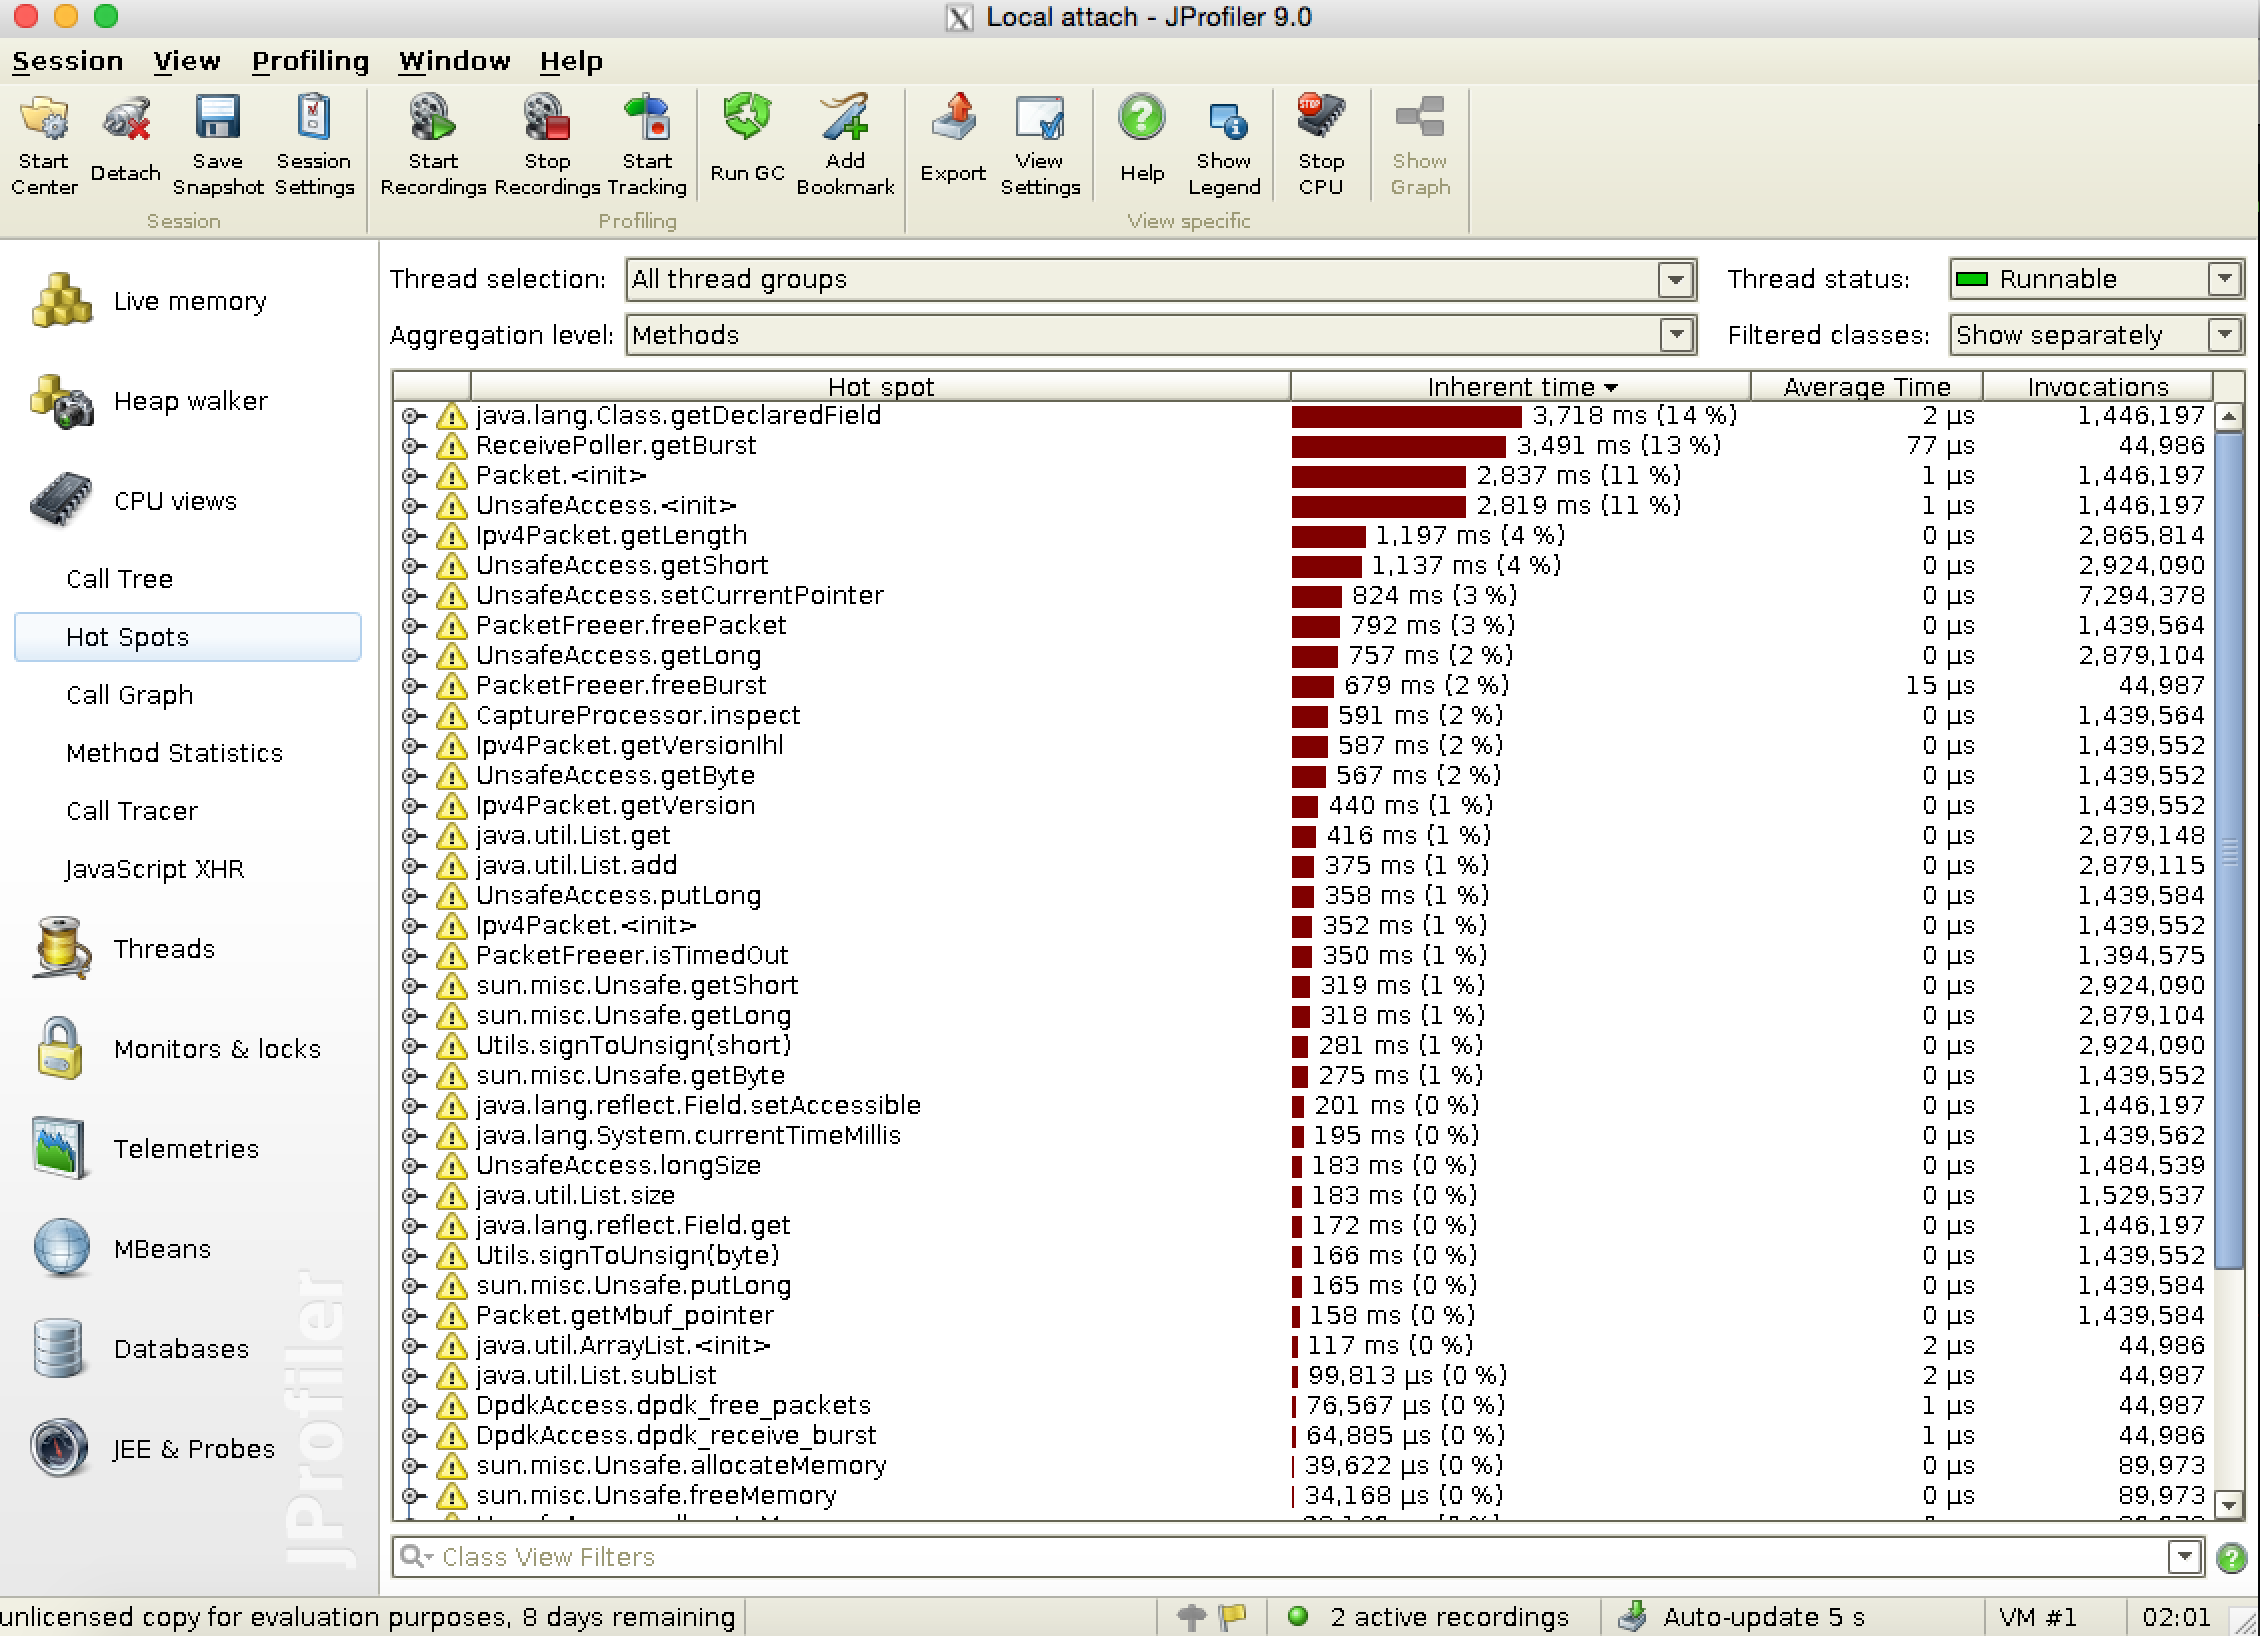 Local attach - JProfiler 9.0
Session View Profiling Window Help
Start Center
Detach
Save Snapshot
Session Settings
Start Recordings
Stop Recordings
Start Tracking
Run GC
Add Bookmark
Export
View Settings
Help
Show Legend
Stop CPU
Show Graph
Session
Profiling
View specific
Live memory
Heap walker
CPU views
Call Tree
Hot Spots
Call Graph
Method Statistics
Call Tracer
JavaScript XHR
Threads
Monitors & locks
Telemetries
MBeans
Databases
JEE & Probes
JProfiler
Thread selection: All thread groups Thread status: Runnable
Aggregation level: Methods Filtered classes: Show separately
Hot spot Inherent time Average Time Invocations
java.lang.Class.getDeclaredField 3,718 ms (14 %) 2 µs 1,446,197
ReceivePoller.getBurst 3,491 ms (13 %) 77 µs 44,986
Packet.<init> 2,837 ms (11 %) 1 µs 1,446,197
UnsafeAccess.<init> 2,819 ms (11 %) 1 µs 1,446,197
Ipv4Packet.getLength 1,197 ms (4 %) 0 µs 2,865,814
UnsafeAccess.getShort 1,137 ms (4 %) 0 µs 2,924,090
UnsafeAccess.setCurrentPointer 824 ms (3 %) 0 µs 7,294,378
PacketFreeer.freePacket 792 ms (3 %) 0 µs 1,439,564
UnsafeAccess.getLong 757 ms (2 %) 0 µs 2,879,104
PacketFreeer.freeBurst 679 ms (2 %) 15 µs 44,987
CaptureProcessor.inspect 591 ms (2 %) 0 µs 1,439,564
Ipv4Packet.getVersionIhl 587 ms (2 %) 0 µs 1,439,552
UnsafeAccess.getByte 567 ms (2 %) 0 µs 1,439,552
Ipv4Packet.getVersion 440 ms (1 %) 0 µs 1,439,552
java.util.List.get 416 ms (1 %) 0 µs 2,879,148
java.util.List.add 375 ms (1 %) 0 µs 2,879,115
UnsafeAccess.putLong 358 ms (1 %) 0 µs 1,439,584
Ipv4Packet.<init> 352 ms (1 %) 0 µs 1,439,552
PacketFreeer.isTimedOut 350 ms (1 %) 0 µs 1,394,575
sun.misc.Unsafe.getShort 319 ms (1 %) 0 µs 2,924,090
sun.misc.Unsafe.getLong 318 ms (1 %) 0 µs 2,879,104
Utils.signToUnsign(short) 281 ms (1 %) 0 µs 2,924,090
sun.misc.Unsafe.getByte 275 ms (1 %) 0 µs 1,439,552
java.lang.reflect.Field.setAccessible 201 ms (0 %) 0 µs 1,446,197
java.lang.System.currentTimeMillis 195 ms (0 %) 0 µs 1,439,562
UnsafeAccess.longSize 183 ms (0 %) 0 µs 1,484,539
java.util.List.size 183 ms (0 %) 0 µs 1,529,537
java.lang.reflect.Field.get 172 ms (0 %) 0 µs 1,446,197
Utils.signToUnsign(byte) 166 ms (0 %) 0 µs 1,439,552
sun.misc.Unsafe.putLong 165 ms (0 %) 0 µs 1,439,584
Packet.getMbuf_pointer 158 ms (0 %) 0 µs 1,439,584
java.util.ArrayList.<init> 117 ms (0 %) 2 µs 44,986
java.util.List.subList 99,813 µs (0 %) 2 µs 44,987
DpdkAccess.dpdk_free_packets 76,567 µs (0 %) 1 µs 44,987
DpdkAccess.dpdk_receive_burst 64,885 µs (0 %) 1 µs 44,986
sun.misc.Unsafe.allocateMemory 39,622 µs (0 %) 0 µs 89,973
sun.misc.Unsafe.freeMemory 34,168 µs (0 %) 0 µs 89,973
Class View Filters
unlicensed copy for evaluation purposes, 8 days remaining 2 active recordings Auto-update 5 s VM #1 02:01